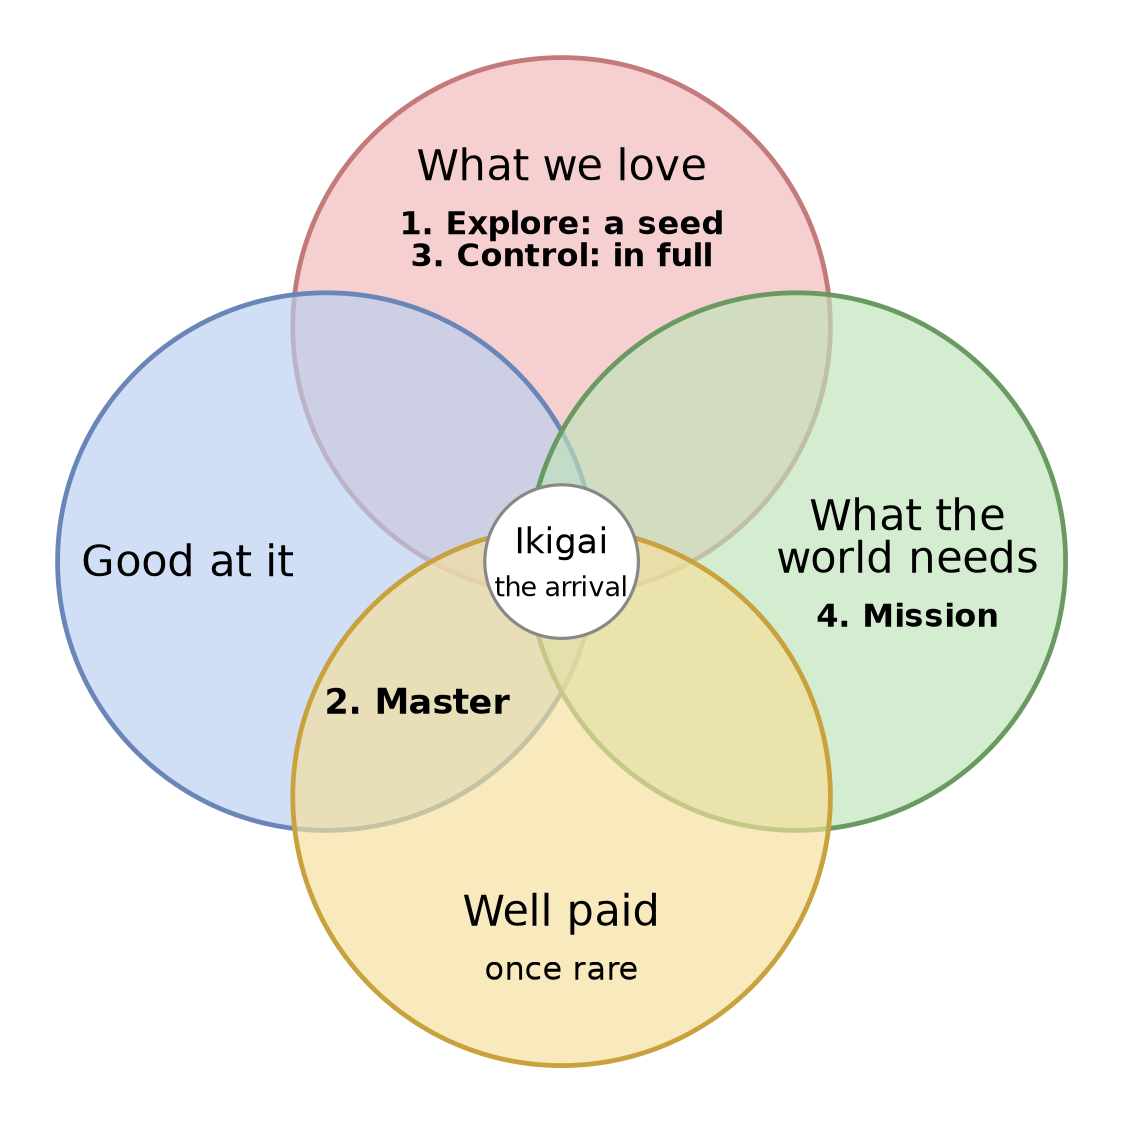 What we love
1. Explore: a seed
3. Control: in full
What the
world needs
4. Mission
Good at it
Ikigai
the arrival
2. Master
Well paid
once rare